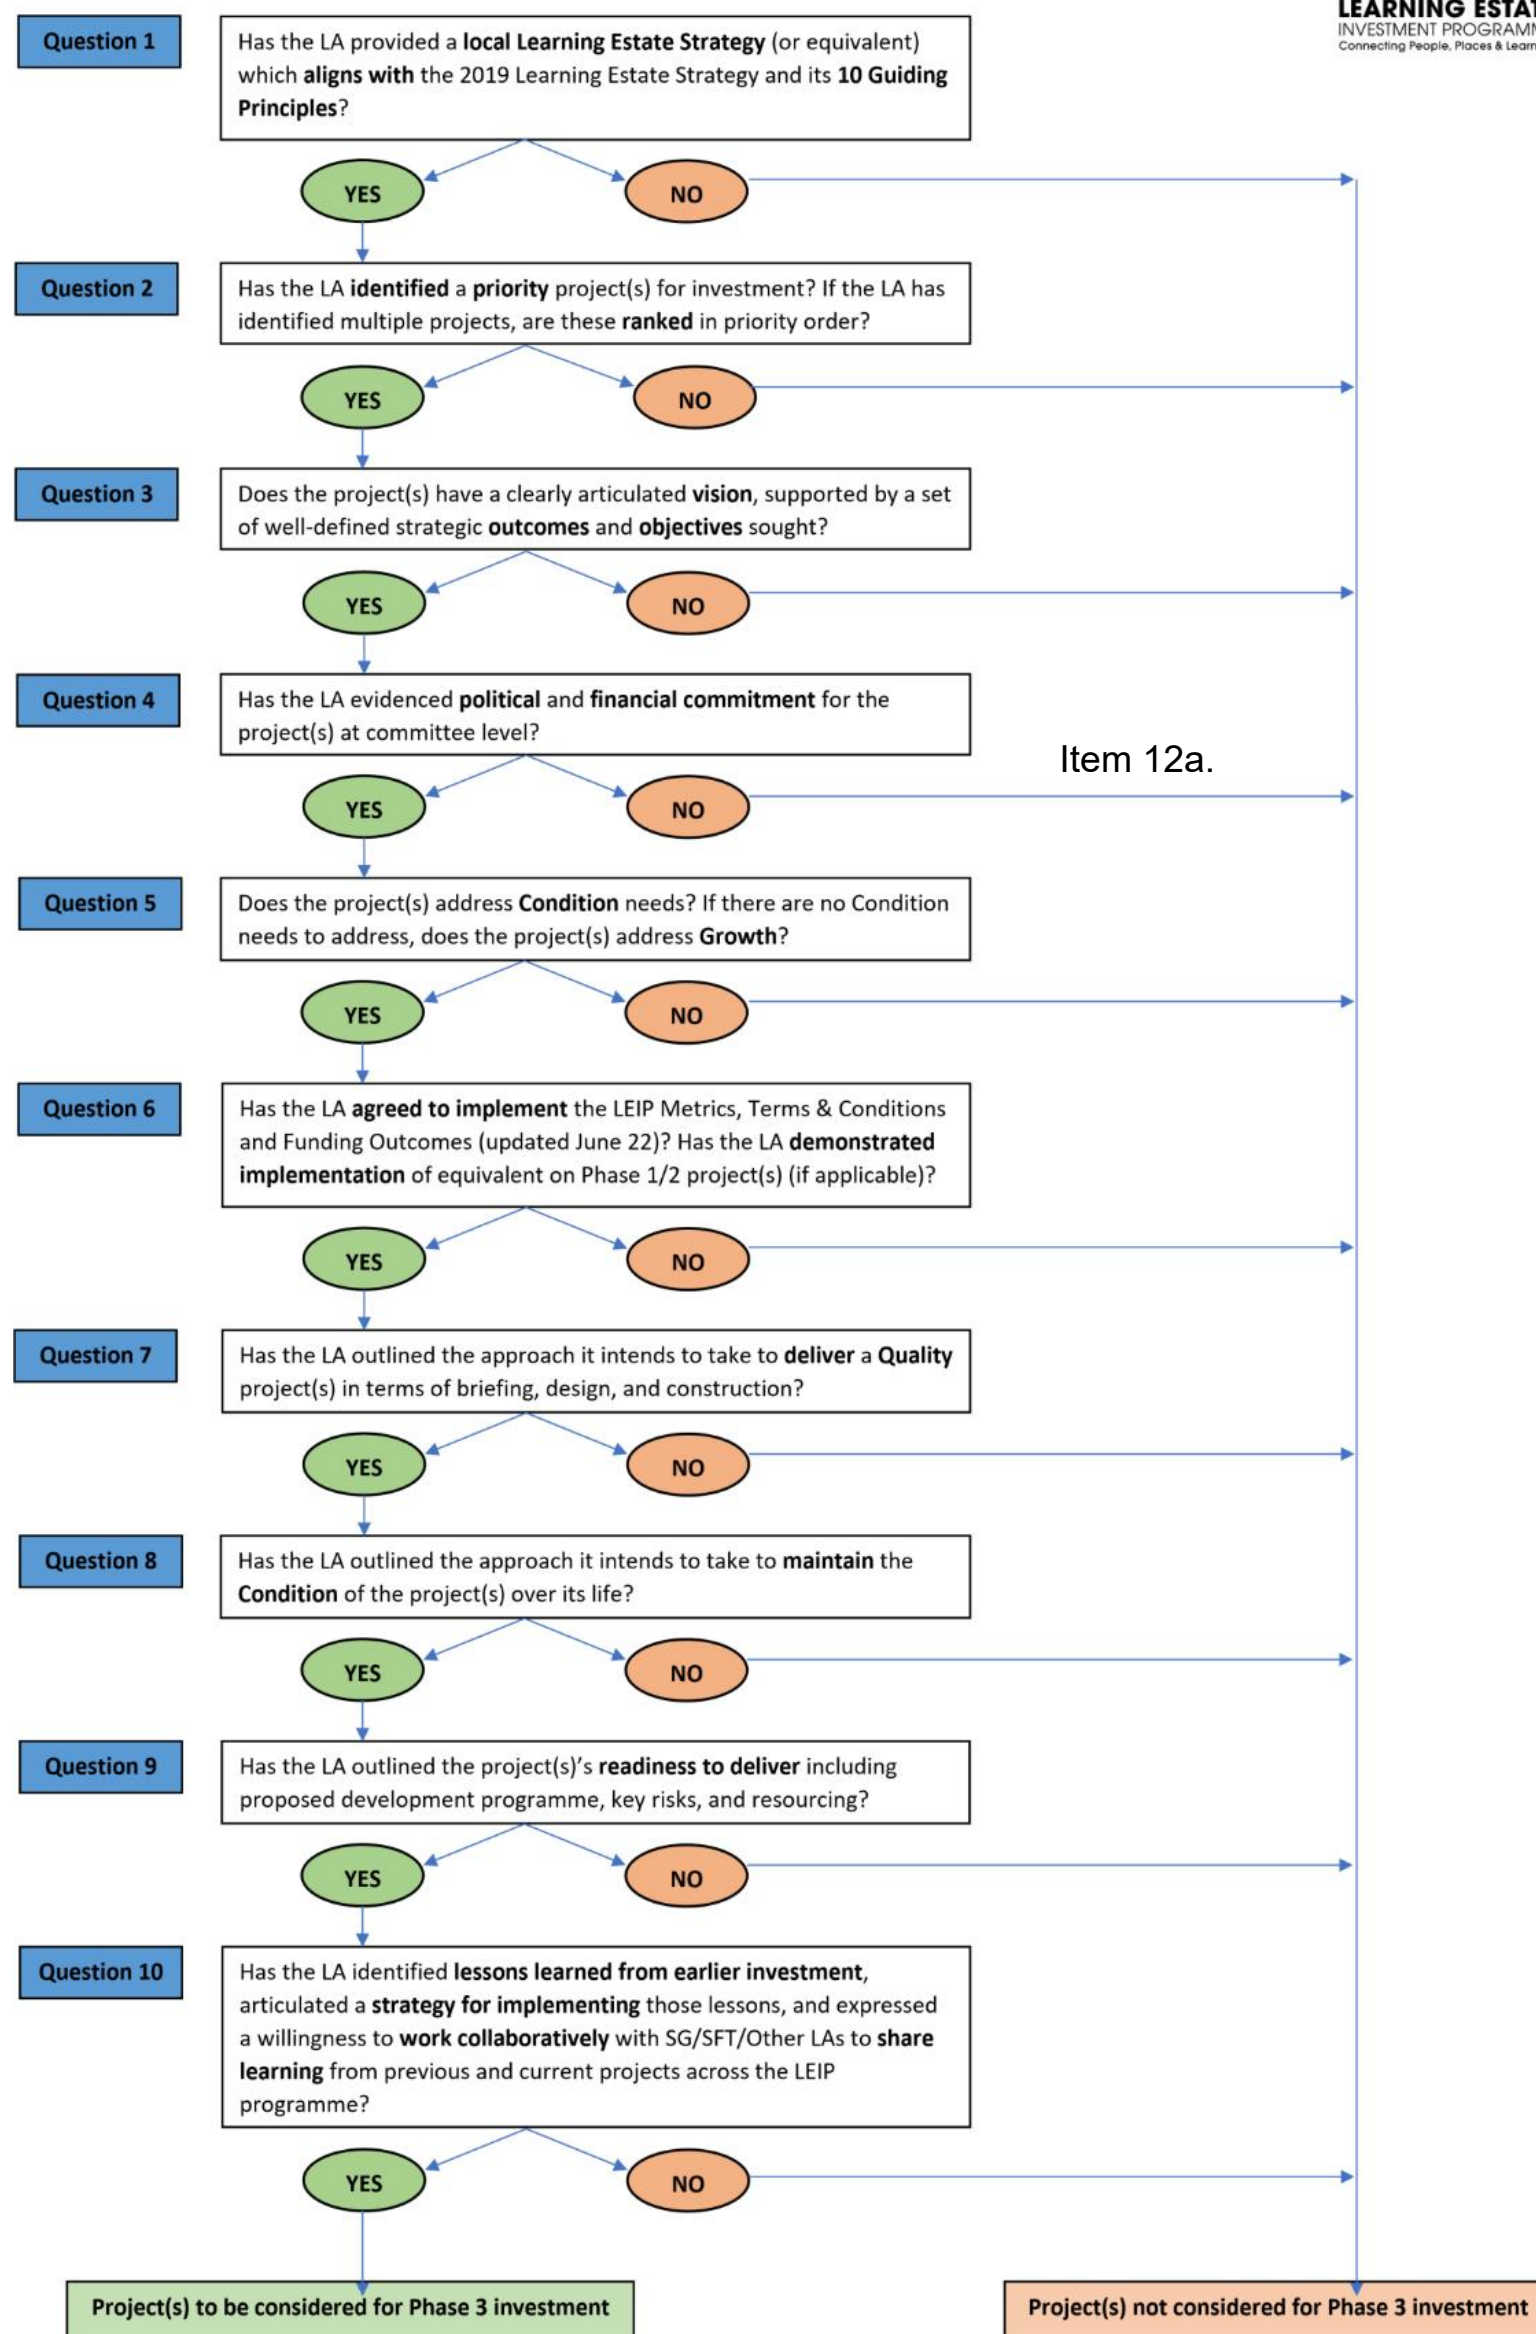 LEARNING ESTAT
INVESTMENT PROGRAMM
Connecting People, Places & Learn
Question 1
Has the LA provided a local Learning Estate Strategy (or equivalent)
which aligns with the 2019 Learning Estate Strategy and its 10 Guiding
Principles?
YES
NO
Question 2
Has the LA identified a priority project(s) for investment? If the LA has
identified multiple projects, are these ranked in priority order?
YES
NO
Question 3
Does the project(s) have a clearly articulated vision, supported by a set
of well-defined strategic outcomes and objectives sought?
YES
NO
Question 4
Has the LA evidenced political and financial commitment for the
project(s) at committee level?
Item 12a.
YES
NO
Question 5
Does the project(s) address Condition needs? If there are no Condition
needs to address, does the project(s) address Growth?
YES
NO
Question 6
Has the LA agreed to implement the LEIP Metrics, Terms & Conditions
and Funding Outcomes (updated June 22)? Has the LA demonstrated
implementation of equivalent on Phase 1/2 project(s) (if applicable)?
YES
NO
Question 7
Has the LA outlined the approach it intends to take to deliver a Quality
project(s) in terms of briefing, design, and construction?
YES
NO
Question 8
Has the LA outlined the approach it intends to take to maintain the
Condition of the project(s) over its life?
YES
NO
Question 9
Has the LA outlined the project(s)'s readiness to deliver including
proposed development programme, key risks, and resourcing?
YES
NO
Question 10
Has the LA identified lessons learned from earlier investment,
articulated a strategy for implementing those lessons, and expressed
a willingness to work collaboratively with SG/SFT/Other LAs to share
learning from previous and current projects across the LEIP
programme?
YES
NO
Project(s) to be considered for Phase 3 investment
Project(s) not considered for Phase 3 investment